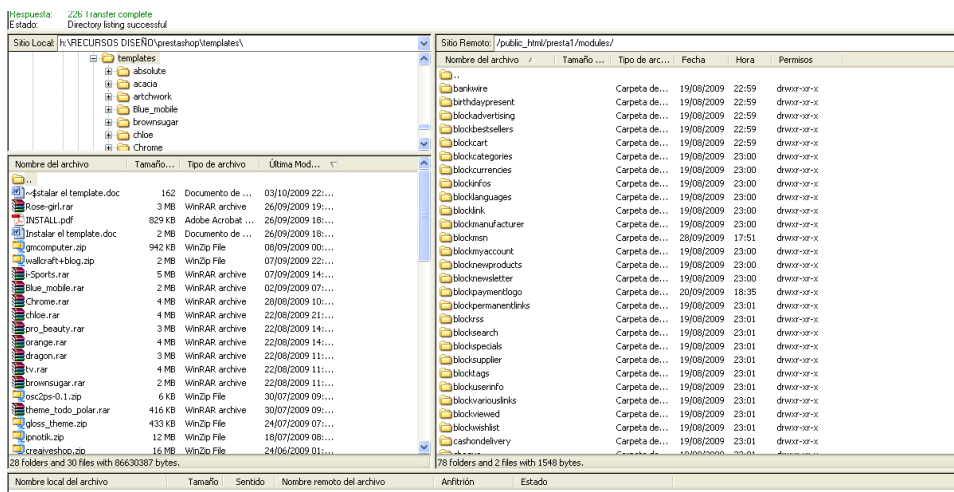 Respuesta: 226 Transfer complete
Estado: Directory listing successful
Sitio Local: h:\RECURSOS DISEÑO\prestashop\templates\
templates
absolute
acacia
artchwork
Blue_mobile
brownsugar
chloe
Chrome
Nombre del archivo Tamaño... Tipo de archivo Última Mod...
..
~$stalar el template.doc 162 Documento de ... 03/10/2009 22:...
Rose-girl.rar 3 MB WinRAR archive 26/09/2009 19:...
INSTALL.pdf 829 KB Adobe Acrobat ... 26/09/2009 18:...
Instalar el template.doc 2 MB Documento de ... 26/09/2009 18:...
gmcomputer.zip 942 KB WinZip File 08/09/2009 00:...
wallcraft+blog.zip 2 MB WinZip File 07/09/2009 22:...
i-Sports.rar 5 MB WinRAR archive 07/09/2009 14:...
Blue_mobile.rar 2 MB WinRAR archive 02/09/2009 07:...
Chrome.rar 4 MB WinRAR archive 28/08/2009 10:...
chloe.rar 4 MB WinRAR archive 22/08/2009 21:...
pro_beauty.rar 3 MB WinRAR archive 22/08/2009 14:...
orange.rar 4 MB WinRAR archive 22/08/2009 14:...
dragon.rar 3 MB WinRAR archive 22/08/2009 11:...
tv.rar 4 MB WinRAR archive 22/08/2009 11:...
brownsugar.rar 2 MB WinRAR archive 22/08/2009 11:...
osc2ps-0.1.zip 6 KB WinZip File 30/07/2009 09:...
theme_todo_polar.rar 416 KB WinRAR archive 30/07/2009 09:...
gloss_theme.zip 433 KB WinZip File 24/07/2009 07:...
ipnotik.zip 12 MB WinZip File 18/07/2009 08:...
creaiveshop.zip 16 MB WinZip File 24/06/2009 01:...
28 folders and 30 files with 86630387 bytes.
Sitio Remoto: /public_html/presta1/modules/
Nombre del archivo Tamaño ... Tipo de arc... Fecha Hora Permisos
..
bankwire Carpeta de... 19/08/2009 22:59 drwxr-xr-x
birthdaypresent Carpeta de... 19/08/2009 22:59 drwxr-xr-x
blockadvertising Carpeta de... 19/08/2009 22:59 drwxr-xr-x
blockbestsellers Carpeta de... 19/08/2009 22:59 drwxr-xr-x
blockcart Carpeta de... 19/08/2009 22:59 drwxr-xr-x
blockcategories Carpeta de... 19/08/2009 23:00 drwxr-xr-x
blockcurrencies Carpeta de... 19/08/2009 23:00 drwxr-xr-x
blockinfos Carpeta de... 19/08/2009 23:00 drwxr-xr-x
blocklanguages Carpeta de... 19/08/2009 23:00 drwxr-xr-x
blocklink Carpeta de... 19/08/2009 23:00 drwxr-xr-x
blockmanufacturer Carpeta de... 19/08/2009 23:00 drwxr-xr-x
blockmsn Carpeta de... 28/09/2009 17:51 drwxr-xr-x
blockmyaccount Carpeta de... 19/08/2009 23:00 drwxr-xr-x
blocknewproducts Carpeta de... 19/08/2009 23:00 drwxr-xr-x
blocknewsletter Carpeta de... 19/08/2009 23:00 drwxr-xr-x
blockpaymentlogo Carpeta de... 20/09/2009 18:35 drwxr-xr-x
blockpermanentlinks Carpeta de... 19/08/2009 23:01 drwxr-xr-x
blockrss Carpeta de... 19/08/2009 23:01 drwxr-xr-x
blocksearch Carpeta de... 19/08/2009 23:01 drwxr-xr-x
blockspecials Carpeta de... 19/08/2009 23:01 drwxr-xr-x
blocksupplier Carpeta de... 19/08/2009 23:01 drwxr-xr-x
blocktags Carpeta de... 19/08/2009 23:01 drwxr-xr-x
blockuserinfo Carpeta de... 19/08/2009 23:01 drwxr-xr-x
blockvariouslinks Carpeta de... 19/08/2009 23:01 drwxr-xr-x
blockviewed Carpeta de... 19/08/2009 23:01 drwxr-xr-x
blockwishlist Carpeta de... 19/08/2009 23:01 drwxr-xr-x
cashondelivery Carpeta de... 19/08/2009 23:01 drwxr-xr-x
78 folders and 2 files with 1548 bytes.
Nombre local del archivo Tamaño Sentido Nombre remoto del archivo Anfitrión Estado